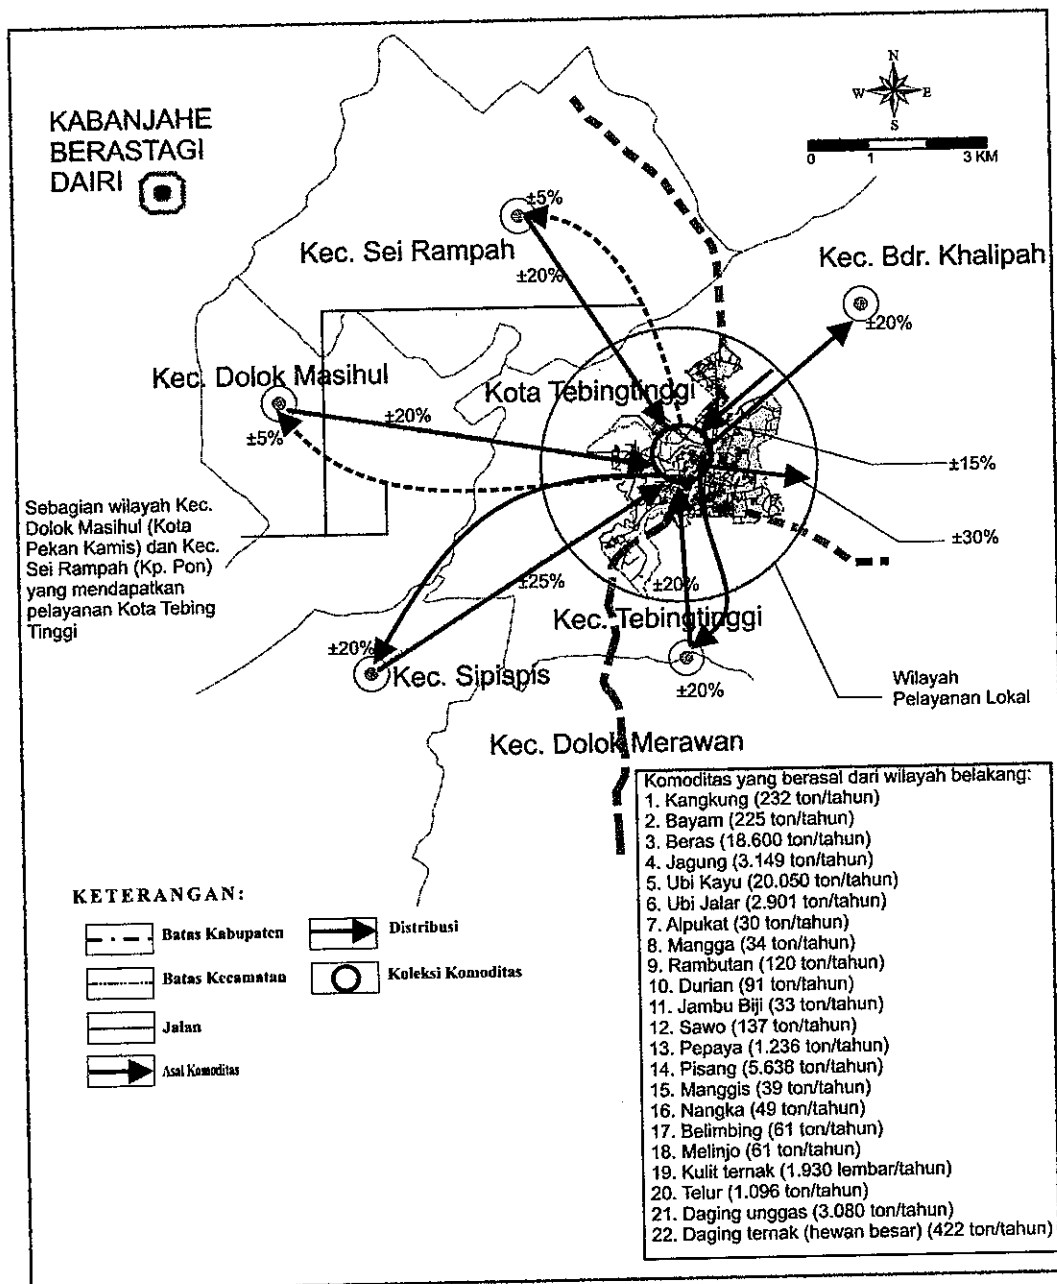 KABANJAHE
BERASTAGI
DAIRI
N
W
E
S
0
1
3 KM
±5%
Kec. Sei Rampah
±20%
Kec. Bdr. Khalipah
±20%
Kec. Dolok Masihul
±20%
±5%
Kota Tebingtinggi
±15%
±30%
Sebagian wilayah Kec.
Dolok Masihul (Kota
Pekan Kamis) dan Kec.
Sei Rampah (Kp. Pon)
yang mendapatkan
pelayanan Kota Tebing
Tinggi
±25%
±20%
Kec. Tebingtinggi
±20%
Kec. Sipispis
±20%
Wilayah
Pelayanan Lokal
Kec. Dolok Merawan
Komoditas yang berasal dari wilayah belakang:
1. Kangkung (232 ton/tahun)
2. Bayam (225 ton/tahun)
3. Beras (18.600 ton/tahun)
4. Jagung (3.149 ton/tahun)
5. Ubi Kayu (20.050 ton/tahun)
6. Ubi Jalar (2.901 ton/tahun)
7. Alpukat (30 ton/tahun)
8. Mangga (34 ton/tahun)
9. Rambutan (120 ton/tahun)
10. Durian (91 ton/tahun)
11. Jambu Biji (33 ton/tahun)
12. Sawo (137 ton/tahun)
13. Pepaya (1.236 ton/tahun)
14. Pisang (5.638 ton/tahun)
15. Manggis (39 ton/tahun)
16. Nangka (49 ton/tahun)
17. Belimbing (61 ton/tahun)
18. Melinjo (61 ton/tahun)
19. Kulit ternak (1.930 lembar/tahun)
20. Telur (1.096 ton/tahun)
21. Daging unggas (3.080 ton/tahun)
22. Daging ternak (hewan besar) (422 ton/tahun)
KETERANGAN:
Batas Kabupaten
Distribusi
Batas Kecamatan
Koleksi Komoditas
Jalan
Asal Komoditas